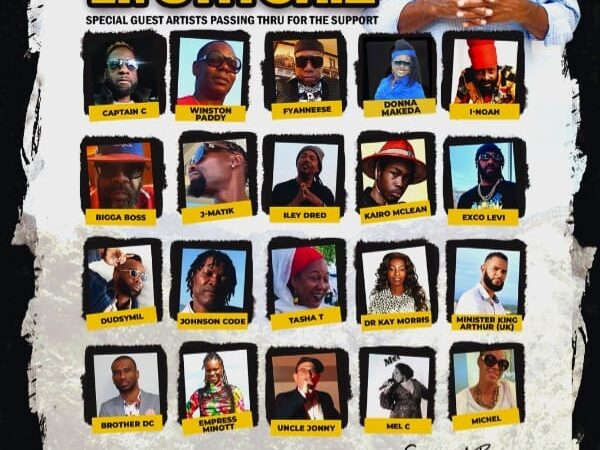 SPECIAL GUEST ARTISTS PASSING THRU FOR THE SUPPORT
CAPTAIN C
WINSTON
PADDY
FYAHNEESE
DONNA
MAKEDA
I-NOAH
BIGGA BOSS
J-MATIK
ILEY DRED
KAIRO MCLEAN
EXCO LEVI
DUDSYMIL
JOHNSON CODE
TASHA T
DR KAY MORRIS
MINISTER KING
ARTHUR (UK)
BROTHER DC
EMPRESS
MINOTT
UNCLE JONNY
Mel
MEL C
MICHEL